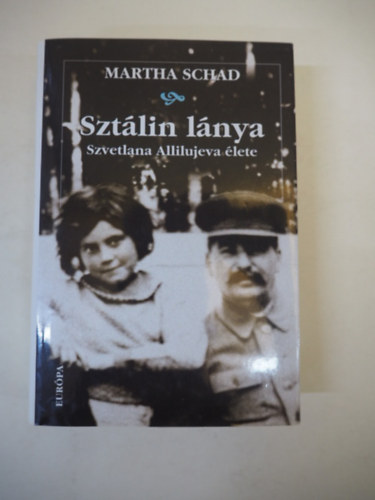 MARTHA SCHAD
Sztálin lánya
Szvetlana Allilujeva élete
EURÓPA